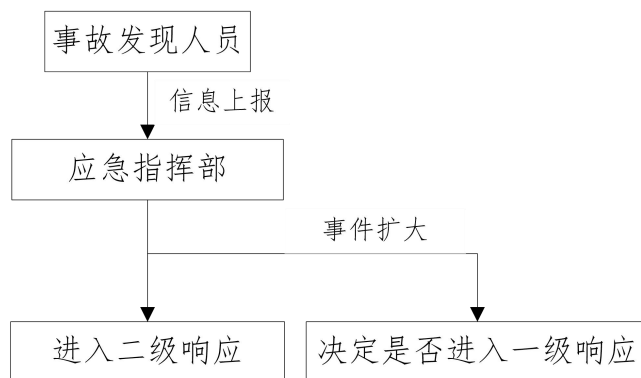 事故发现人员
信息上报
应急指挥部
事件扩大
进入二级响应
决定是否进入一级响应